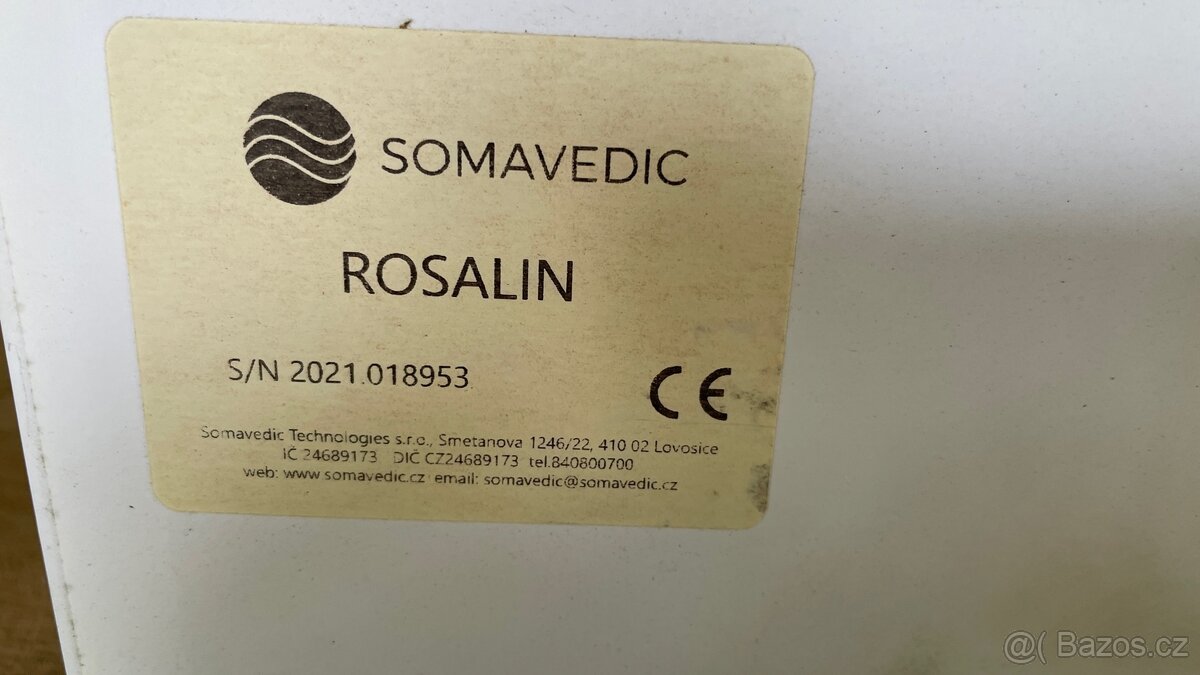 SOMAVEDIC
ROSALIN
S/N 2021.018953
CE
Somavedic Technologies s.r.o., Smetanova 1246/22, 410 02 Lovosice
IČ 24689173 DIČ CZ24689173 tel.840800700
web: www.somavedic.cz email: somavedic@somavedic.cz
@( Bazos.cz